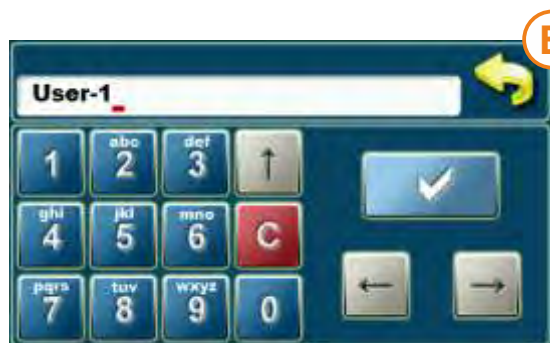 B
User-1_
1 abc 2 def 3 ↑
ghi 4 jkl 5 mno 6 C
pqrs 7 tuv 8 wxyz 9 0
← →